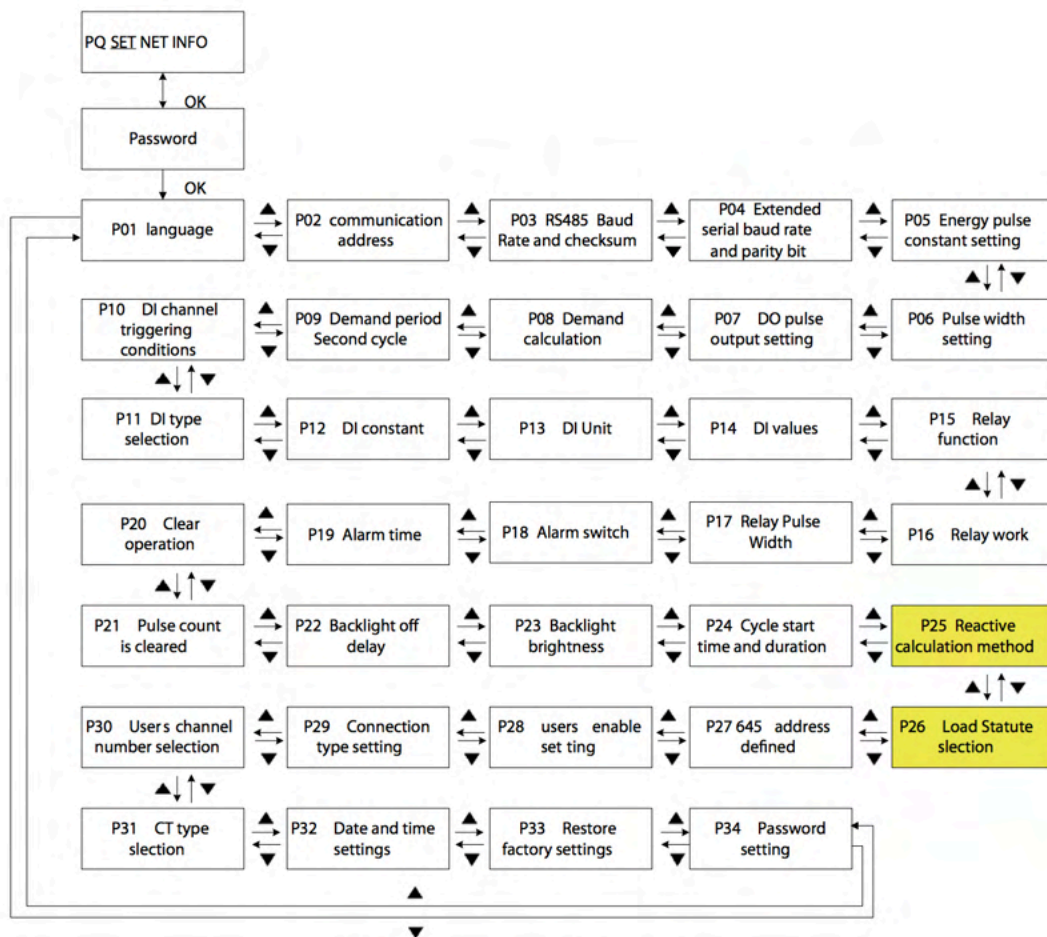 PQ SET NET INFO
OK
Password
OK
P01 language
P02 communication
address
P03 RS485 Baud
Rate and checksum
P04 Extended
serial baud rate
and parity bit
P05 Energy pulse
constant setting
P10 DI channel
triggering
conditions
P09 Demand period
Second cycle
P08 Demand
calculation
P07 DO pulse
output setting
P06 Pulse width
setting
P11 DI type
selection
P12 DI constant
P13 DI Unit
P14 DI values
P15 Relay
function
P20 Clear
operation
P19 Alarm time
P18 Alarm switch
P17 Relay Pulse
Width
P16 Relay work
P21 Pulse count
is cleared
P22 Backlight off
delay
P23 Backlight
brightness
P24 Cycle start
time and duration
P25 Reactive
calculation method
P30 User's channel
number selection
P29 Connection
type setting
P28 users enable
set ting
P27 645 address
defined
P26 Load Statute
slection
P31 CT type
slection
P32 Date and time
settings
P33 Restore
factory settings
P34 Password
setting